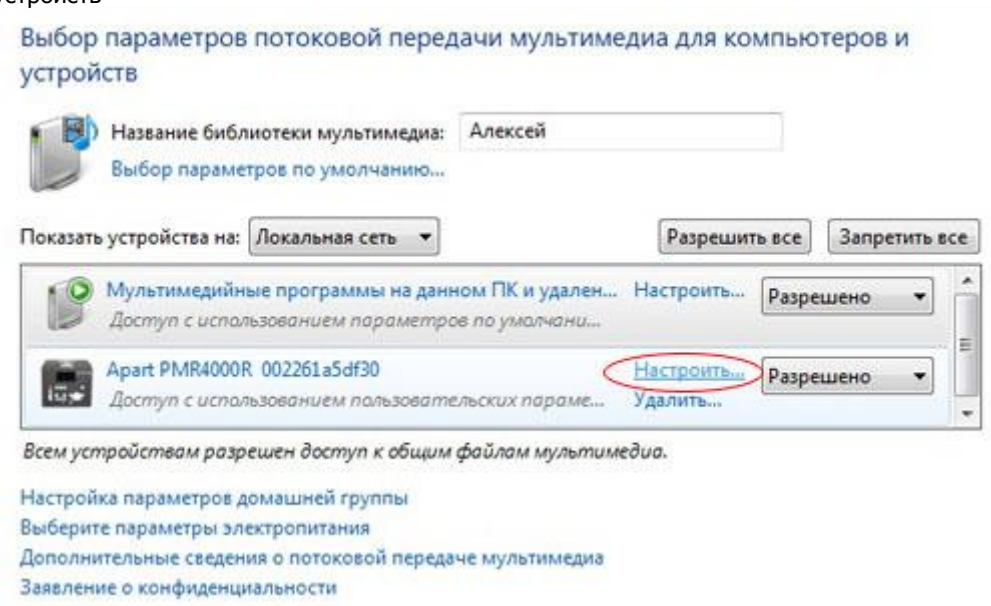 устройств
Выбор параметров потоковой передачи мультимедиа для компьютеров и
устройств
Название библиотеки мультимедиа: Алексей
Выбор параметров по умолчанию...
Показать устройства на: Локальная сеть Разрешить все Запретить все
Мультимедийные программы на данном ПК и удален... Настроить... Разрешено
Доступ с использованием параметров по умолчани...
Apart PMR4000R 002261a5df30 Настроить... Разрешено
Доступ с использованием пользовательских параме... Удалить...
Всем устройствам разрешен доступ к общим файлам мультимедиа.
Настройка параметров домашней группы
Выберите параметры электропитания
Дополнительные сведения о потоковой передаче мультимедиа
Заявление о конфиденциальности